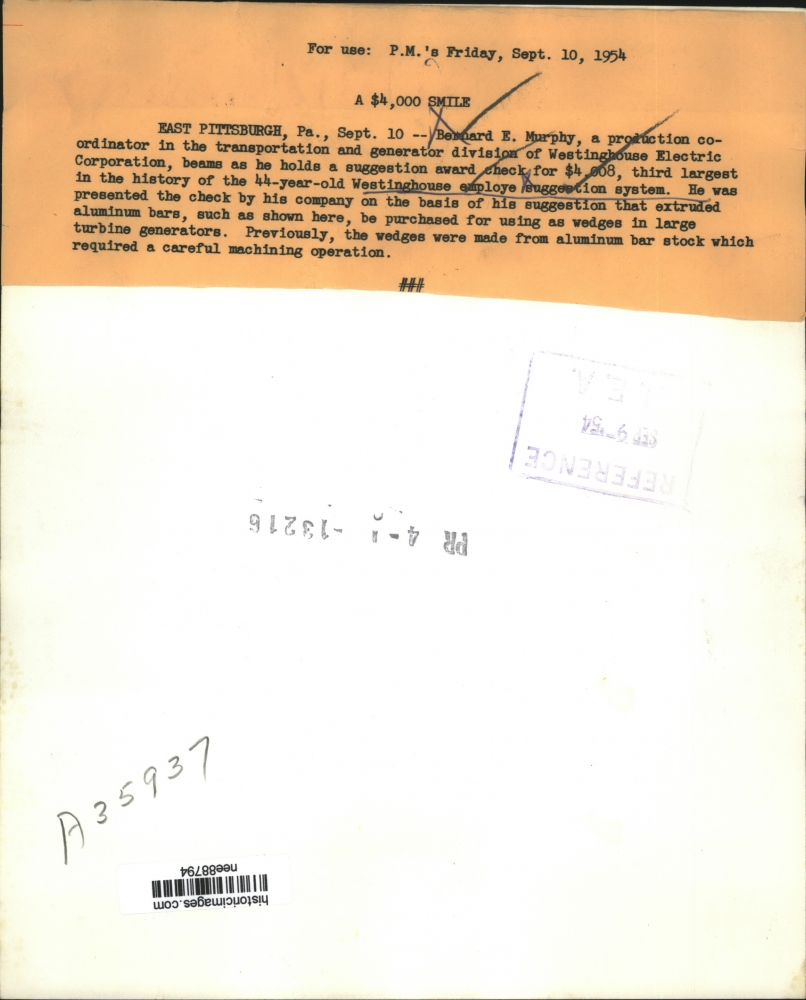 For use: P.M.'s Friday, Sept. 10, 1954
A $4,000 SMILE
EAST PITTSBURGH, Pa., Sept. 10 -- Bernard E. Murphy, a production co-
ordinator in the transportation and generator division of Westinghouse Electric
Corporation, beams as he holds a suggestion award check for $4,008, third largest
in the history of the 44-year-old Westinghouse employe suggestion system. He was
presented the check by his company on the basis of his suggestion that extruded
aluminum bars, such as shown here, be purchased for using as wedges in large
turbine generators. Previously, the wedges were made from aluminum bar stock which
required a careful machining operation.
###
REFERENCE
SEP 9 '54
E.A.
PR 4-1 -13216
A35937
historicimages.com
nee88794